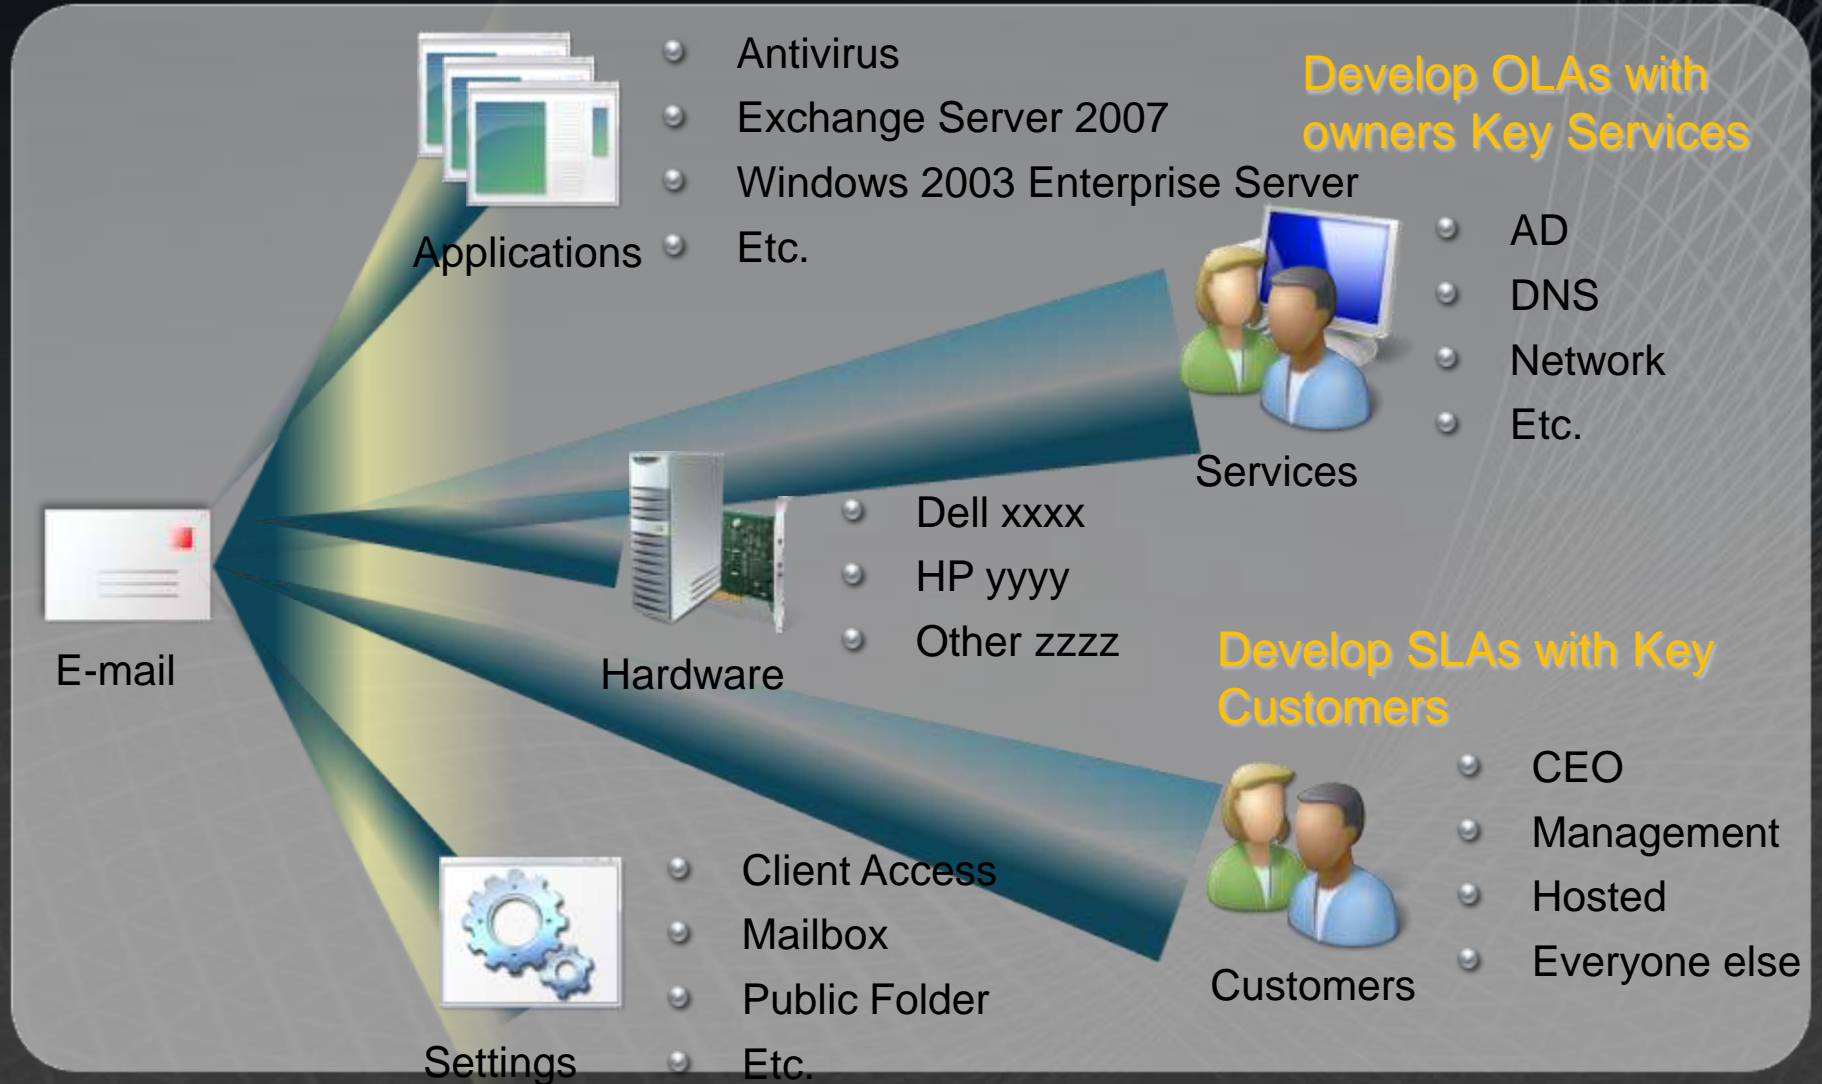 Antivirus
Exchange Server 2007
Windows 2003 Enterprise Server
Etc.
Applications
Develop OLAs with
owners Key Services
AD
DNS
Network
Etc.
Services
E-mail
Dell xxxx
HP yyyy
Other zzzz
Hardware
Develop SLAs with Key
Customers
CEO
Management
Hosted
Everyone else
Customers
Client Access
Mailbox
Public Folder
Etc.
Settings